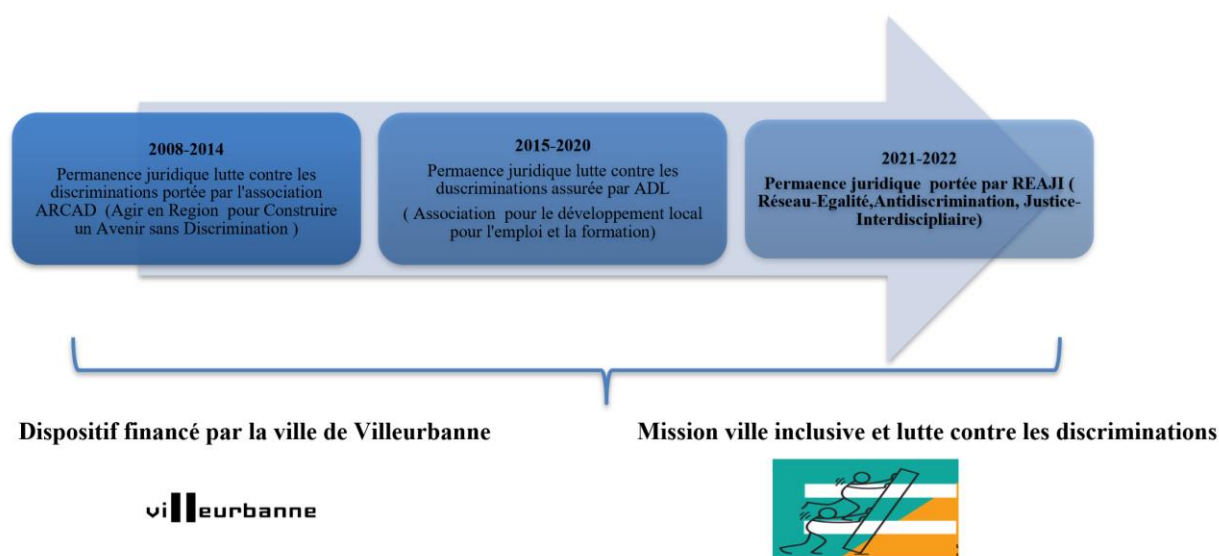 2008-2014
Permanence juridique lutte contre les
discriminations portée par l'association
ARCAD (Agir en Region pour Construire
un Avenir sans Discrimination )
2015-2020
Permaence juridique lutte contre les
duscriminations assurée par ADL
( Association pour le développement local
pour l'emploi et la formation)
2021-2022
Permaence juridique portée par REAJI (
Réseau-Egalité,Antidiscrimination, Justice-
Interdiscipliaire)
Dispositif financé par la ville de Villeurbanne
Mission ville inclusive et lutte contre les discriminations
villeurbanne